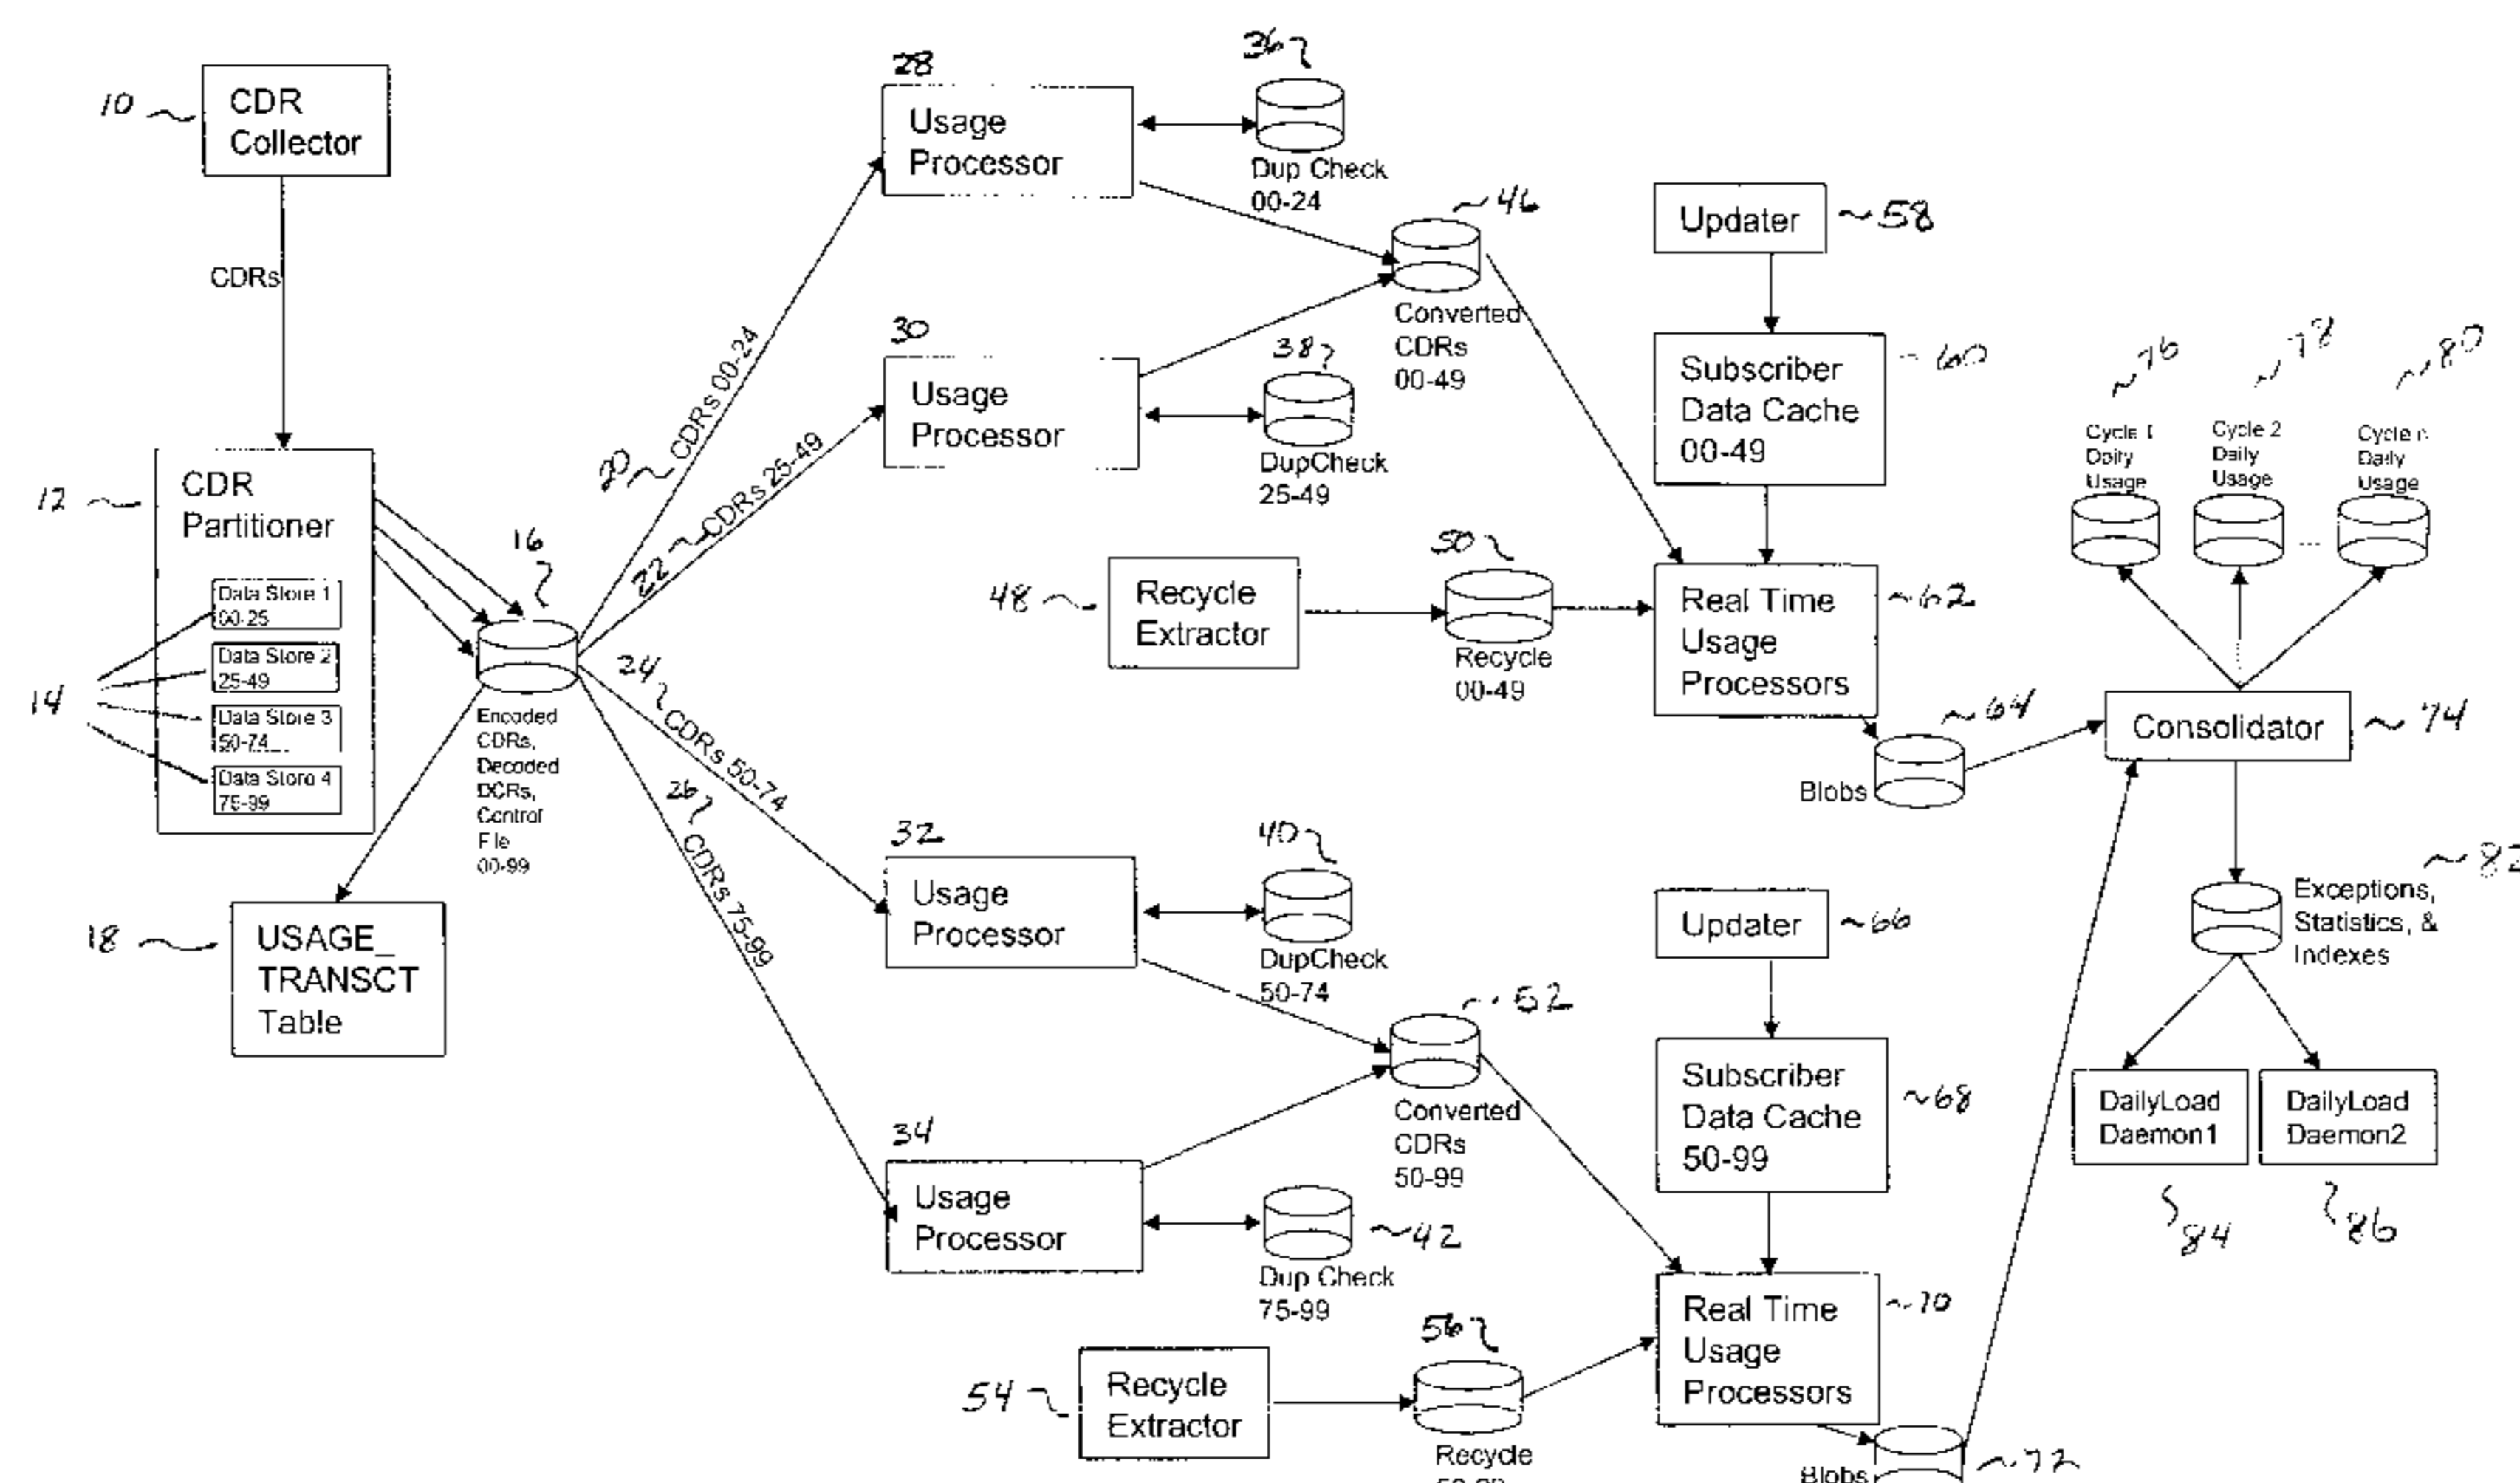 10
CDR
Collector
CDRs
12
CDR
Partitioner
14
Data Store 1
00-25
Data Store 2
25-49
Data Store 3
50-74
Data Store 4
75-99
16
Encoded
CDRs,
Decoded
DCRs,
Control
File
00-99
18
USAGE_
TRANSCT
Table
20
CDRs 00-24
22
CDRs 25-49
24
CDRs 50-74
26
CDRs 75-99
28
Usage
Processor
36
Dup Check
00-24
30
Usage
Processor
38
DupCheck
25-49
46
Converted
CDRs
00-49
48
Recycle
Extractor
50
Recycle
00-49
Updater
58
Subscriber
Data Cache
00-49
60
Real Time
Usage
Processors
62
64
Blobs
32
Usage
Processor
40
DupCheck
50-74
34
Usage
Processor
42
Dup Check
75-99
52
Converted
CDRs
50-99
54
Recycle
Extractor
56
Recycle
Updater
66
Subscriber
Data Cache
50-99
68
Real Time
Usage
Processors
70
Blobs
72
76
78
80
Cycle 1
Daily
Usage
Cycle 2
Daily
Usage
...
Cycle n
Daily
Usage
Consolidator
74
82
Exceptions,
Statistics, &
Indexes
DailyLoad
Daemon1
84
DailyLoad
Daemon2
86